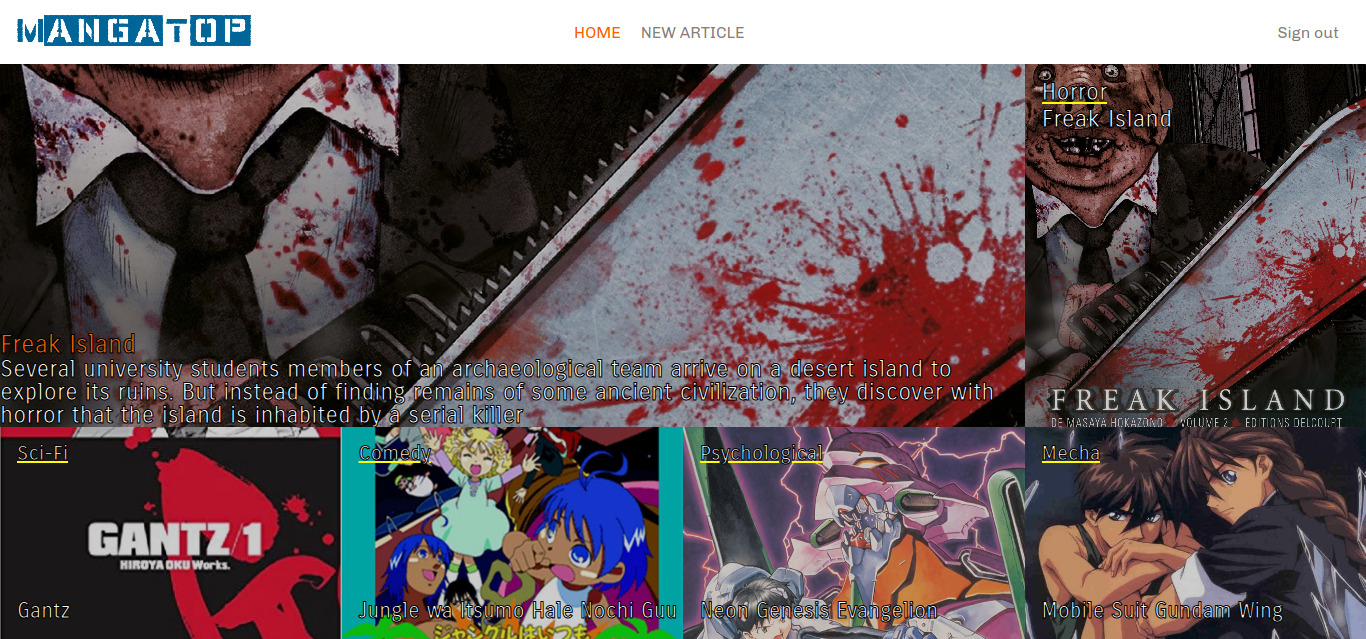 MANGATOP
HOME
NEW ARTICLE
Sign out
Freak Island
Several university students members of an archaeological team arrive on a desert island to
explore its ruins. But instead of finding remains of some ancient civilization, they discover with
horror that the island is inhabited by a serial killer
Horror
Freak Island
FREAK ISLAND
DE MASAYA HOKAZONO VOLUME 2 EDITIONS DELCOURT
Sci-Fi
GANTZ/1
HIROYA OKU Works.
Gantz
Comedy
Jungle wa Itsumo Hale Nochi Guu
ジャングルはいつも
Psychological
Neon Genesis Evangelion
Mecha
Mobile Suit Gundam Wing